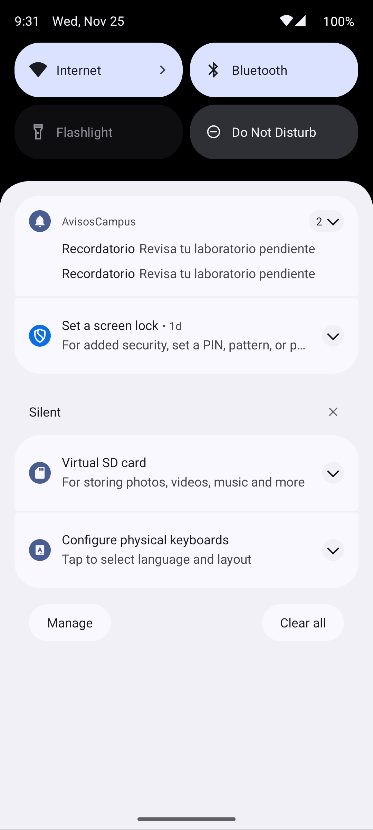 9:31 Wed, Nov 25 100%
Internet
Bluetooth
Flashlight
Do Not Disturb
AvisosCampus 2
Recordatorio Revisa tu laboratorio pendiente
Recordatorio Revisa tu laboratorio pendiente
Set a screen lock • 1d
For added security, set a PIN, pattern, or p...
Silent
Virtual SD card
For storing photos, videos, music and more
Configure physical keyboards
Tap to select language and layout
Manage
Clear all